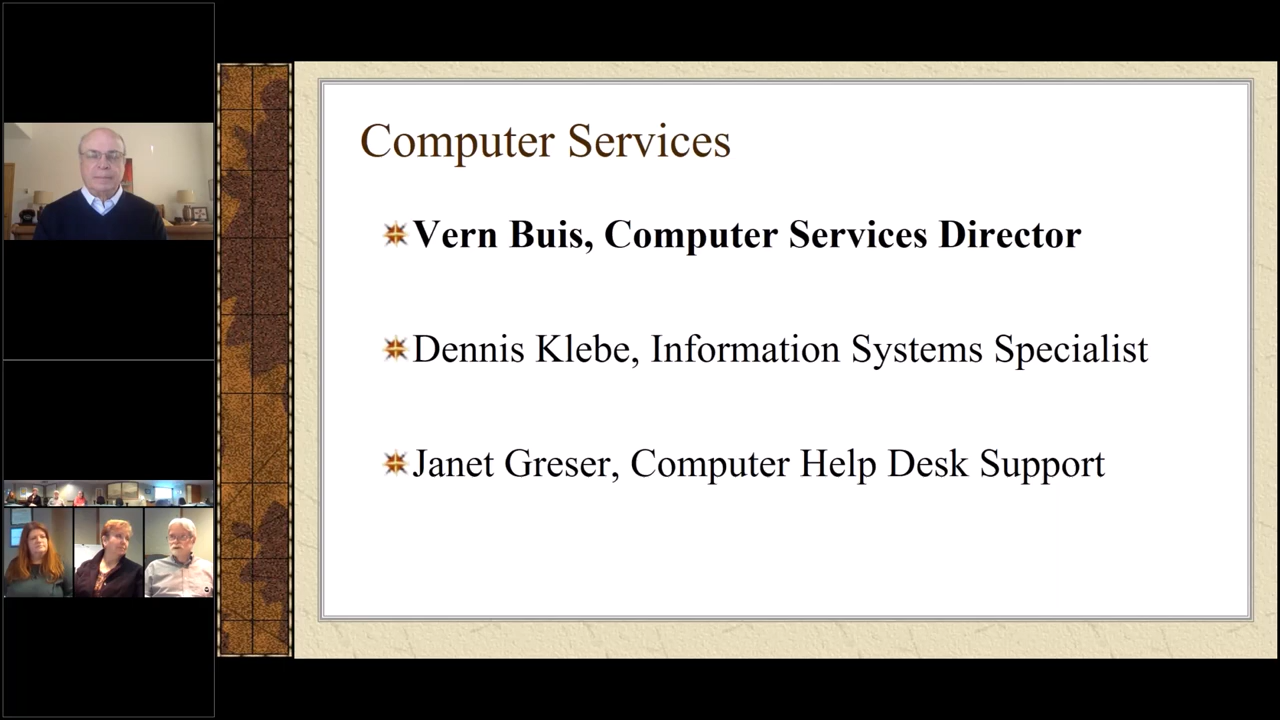 Computer Services
Vern Buis, Computer Services Director
Dennis Klebe, Information Systems Specialist
Janet Greser, Computer Help Desk Support